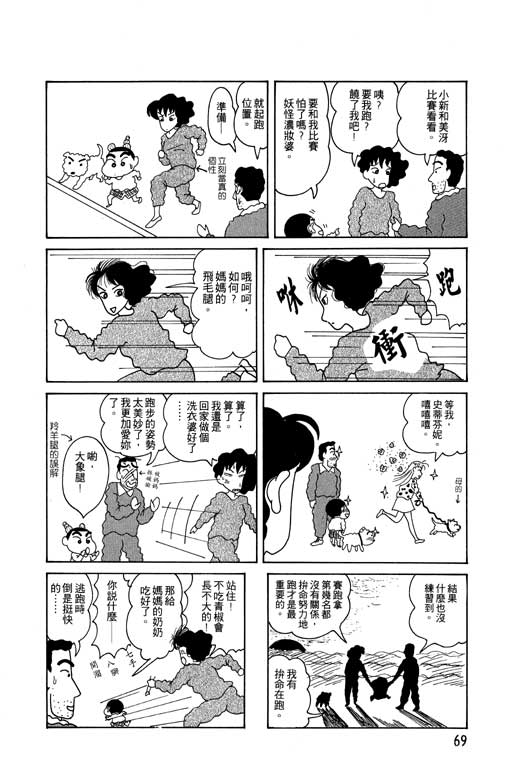 小新和美冴
比賽看看。
咦?
要我跑?
饒了我吧!
要和我比賽
怕了嗎?
妖怪濃妝婆。
就起跑
位置。
準備——
立刻當真的
個性
跑
衝
咻
哦呵呵,
如何?
媽媽的
飛毛腿。
等我,
史蒂芬妮。
嘻嘻嘻。
母的
算了,
算了。
我還是
回家做個
洗衣婆好了
……
跑步的姿勢
太美妙了,
我更加愛妳
了。
喲,
大象腿!
羚羊腿的誤解
結果
什麼也沒
練習到。
賽跑拿
第幾名都
沒有關係,
拚命努力地
跑才是最
重要的。
我有
拚命在跑。
站住!
不吃青椒會
長不大的!
那給
媽媽的奶奶
吃好了。
你說什麼——
七手
八腳
開溜
逃跑時,
倒是挺快
的……
69